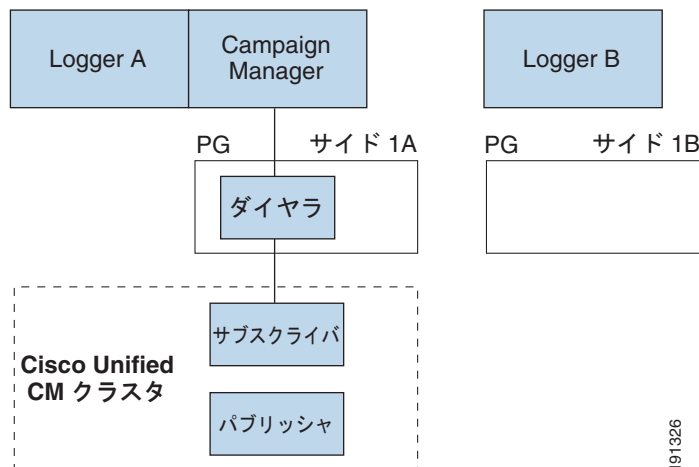 Logger A
Campaign
Manager
Logger B
PG サイド 1A
PG サイド 1B
ダイヤラ
サブスクライバ
Cisco Unified
CM クラスタ
パブリッシャ
191326